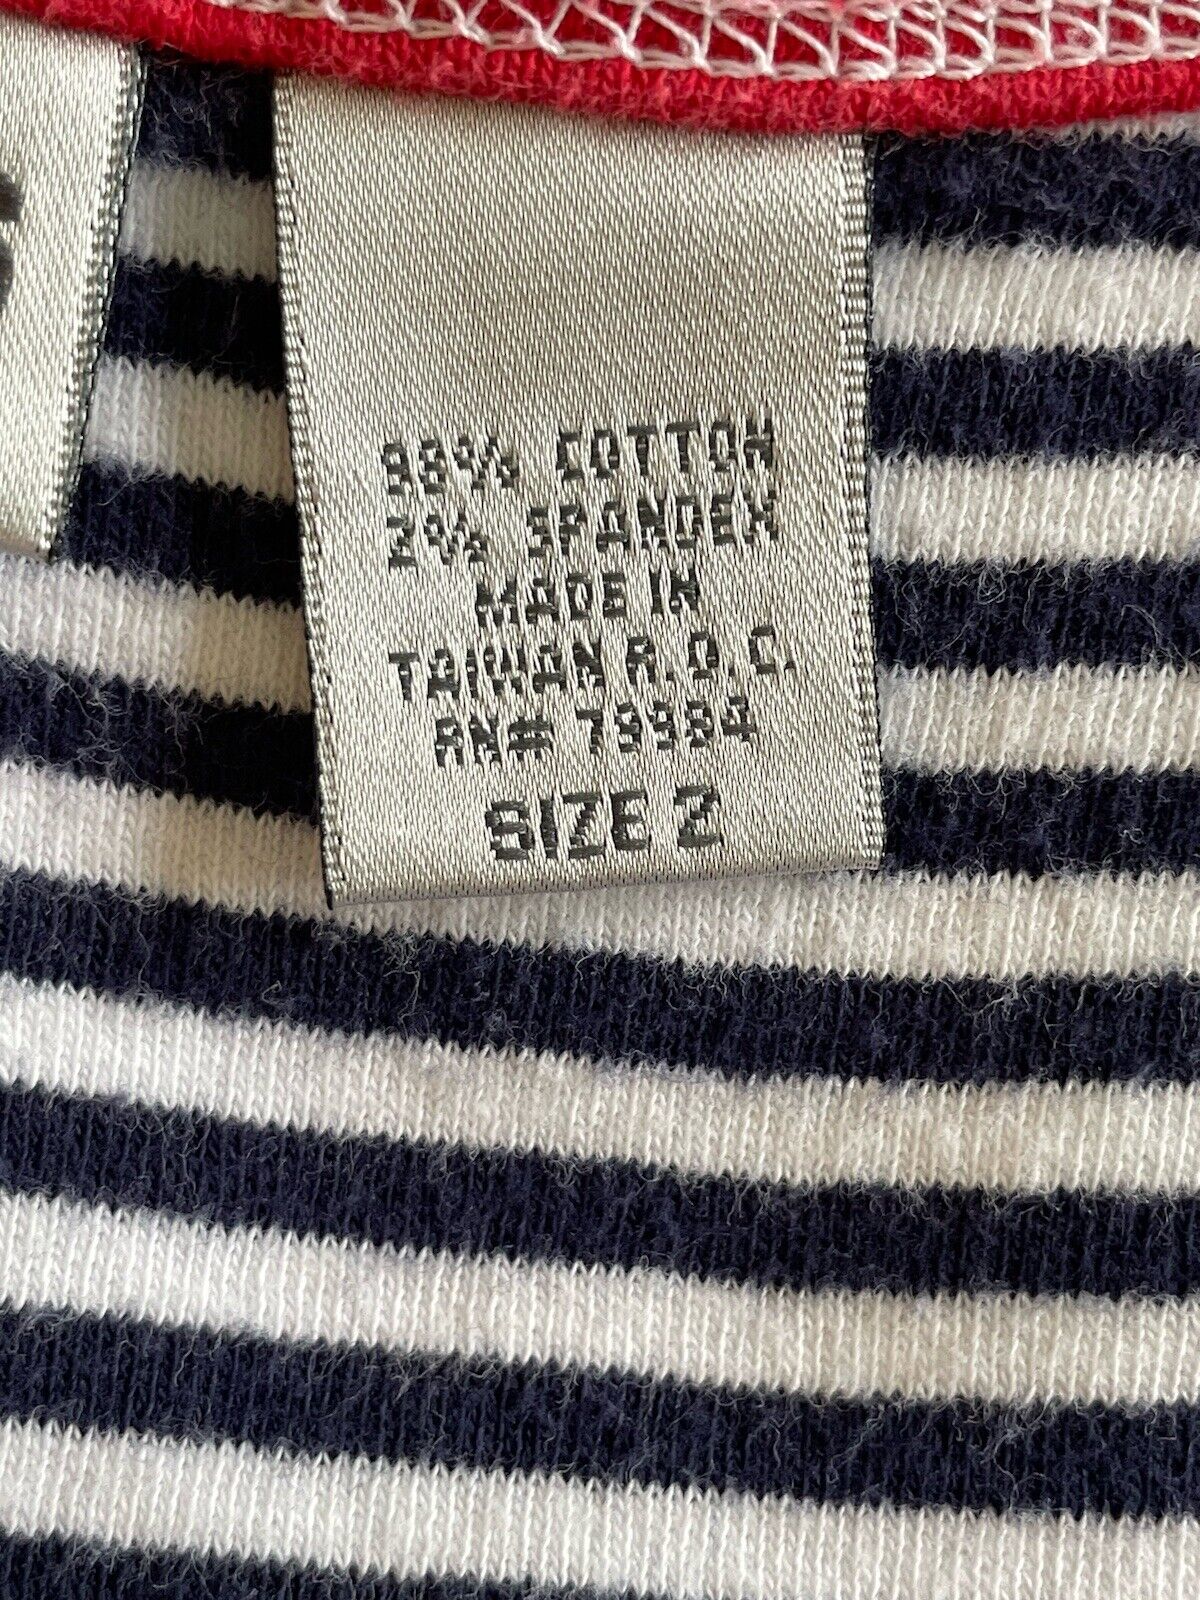 98% COTTON
2% SPANDEX
MADE IN
TAIWAN R.O.C.
RN# 79984
SIZE 2